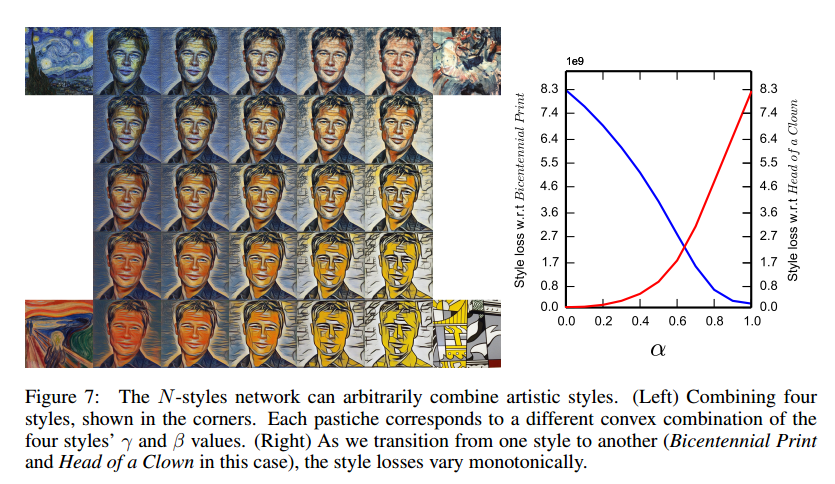 1e9
8.3
7.4
6.4
5.5
4.6
3.6
2.7
1.7
0.8
0.0
Style loss w.r.t Bicentennial Print
8.3
7.4
6.4
5.5
4.6
3.6
2.7
1.7
0.8
0.0
Style loss w.r.t Head of a Clown
0.0 0.2 0.4 0.6 0.8 1.0
α
Figure 7: The N-styles network can arbitrarily combine artistic styles. (Left) Combining four
styles, shown in the corners. Each pastiche corresponds to a different convex combination of the
four styles' γ and β values. (Right) As we transition from one style to another (Bicentennial Print
and Head of a Clown in this case), the style losses vary monotonically.